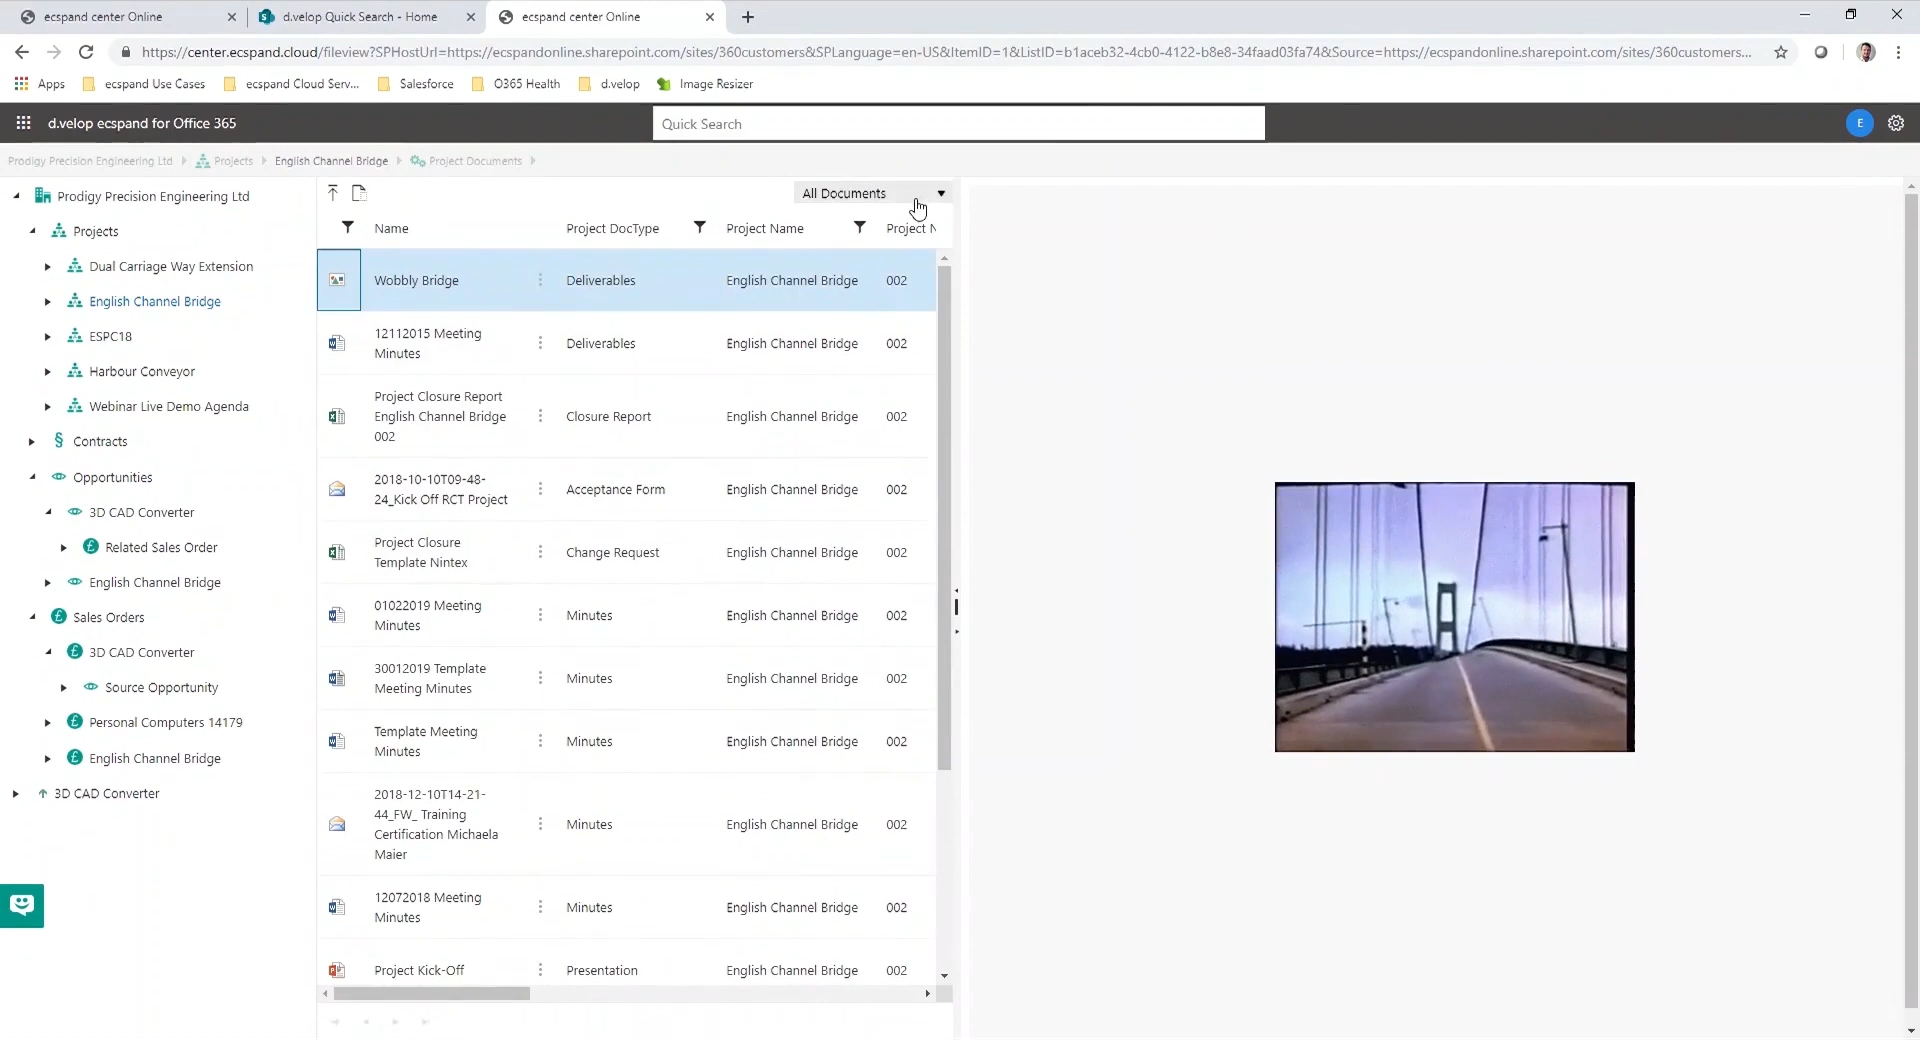 ecspand center Online
d.velop Quick Search - Home
ecspand center Online
https://center.ecspand.cloud/fileview?SPHostUrl=https://ecspandonline.sharepoint.com/sites/360customers&SPLanguage=en-US&ItemID=1&ListID=b1aceb32-4cb0-4122-b8e8-34faad03fa74&Source=https://ecspandonline.sharepoint.com/sites/360customers...
Apps
ecspand Use Cases
ecspand Cloud Serv...
Salesforce
O365 Health
d.velop
Image Resizer
d.velop ecspand for Office 365
Quick Search
E
Prodigy Precision Engineering Ltd
Projects
English Channel Bridge
Project Documents
Prodigy Precision Engineering Ltd
Projects
Dual Carriage Way Extension
English Channel Bridge
ESPC18
Harbour Conveyor
Webinar Live Demo Agenda
§ Contracts
Opportunities
3D CAD Converter
£ Related Sales Order
English Channel Bridge
£ Sales Orders
£ 3D CAD Converter
Source Opportunity
£ Personal Computers 14179
£ English Channel Bridge
3D CAD Converter
All Documents
Name Project DocType Project Name Project N
Wobbly Bridge Deliverables English Channel Bridge 002
12112015 Meeting
Minutes
Deliverables English Channel Bridge 002
Project Closure Report
English Channel Bridge
002
Closure Report English Channel Bridge 002
2018-10-10T09-48-
24_Kick Off RCT Project
Acceptance Form English Channel Bridge 002
Project Closure
Template Nintex
Change Request English Channel Bridge 002
01022019 Meeting
Minutes
Minutes English Channel Bridge 002
30012019 Template
Meeting Minutes
Minutes English Channel Bridge 002
Template Meeting
Minutes
Minutes English Channel Bridge 002
2018-12-10T14-21-
44_FW_ Training
Certification Michaela
Maier
Minutes English Channel Bridge 002
12072018 Meeting
Minutes
Minutes English Channel Bridge 002
Project Kick-Off Presentation English Channel Bridge 002